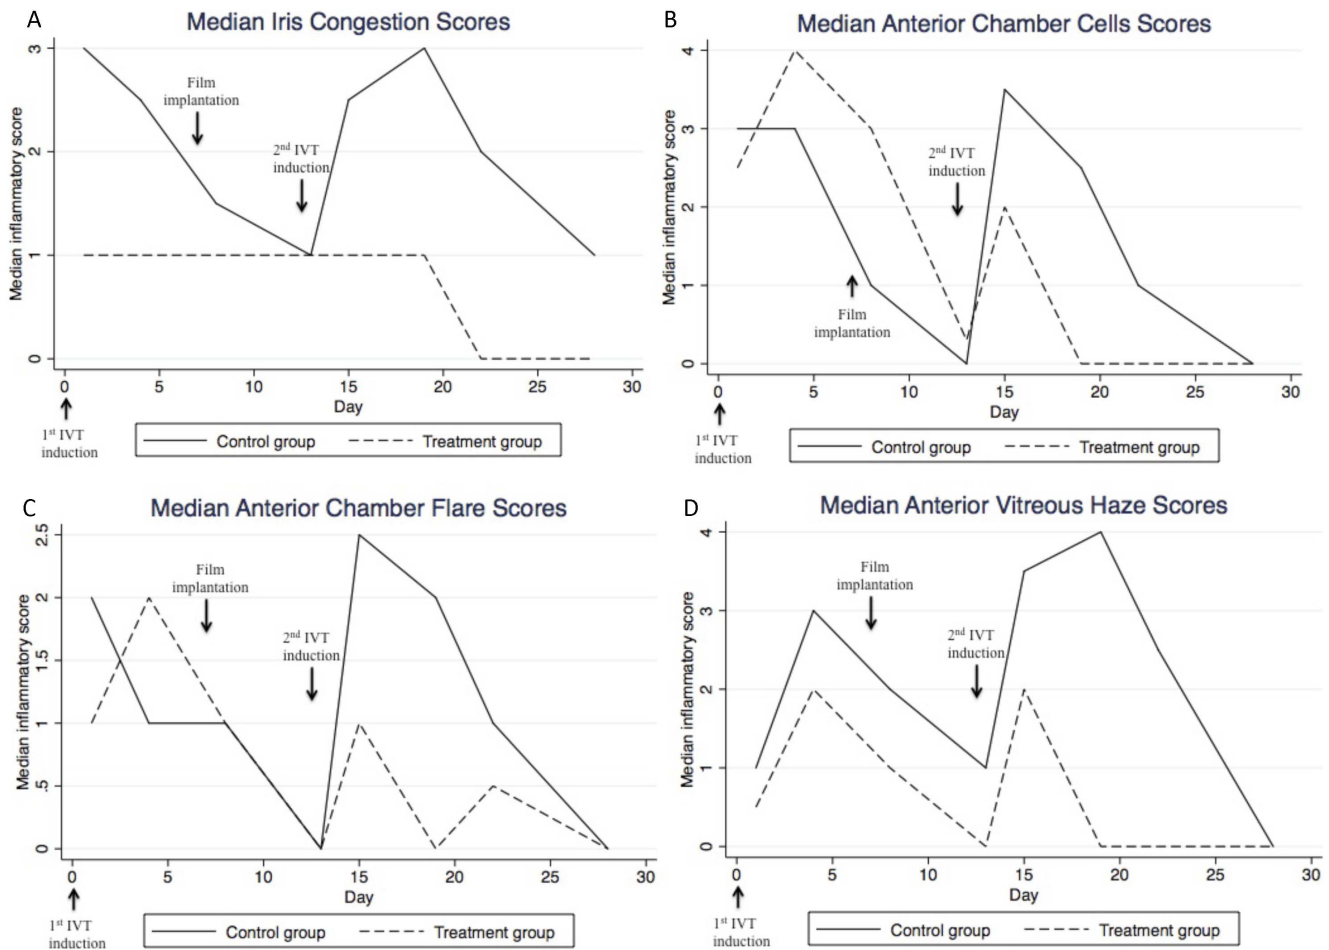 A
Median Iris Congestion Scores
Median inflammatory score
3
2
1
0
Film
implantation
2nd IVT
induction
0 5 10 15 20 25 30
Day
1st IVT
induction
Control group Treatment group
B
Median Anterior Chamber Cells Scores
Median inflammatory score
4
3
2
1
0
2nd IVT
induction
Film
implantation
0 5 10 15 20 25 30
Day
1st IVT
induction
Control group Treatment group
C
Median Anterior Chamber Flare Scores
Median inflammatory score
2.5
2
1.5
1
.5
0
Film
implantation
2nd IVT
induction
0 5 10 15 20 25 30
Day
1st IVT
induction
Control group Treatment group
D
Median Anterior Vitreous Haze Scores
Median inflammatory score
4
3
2
1
0
Film
implantation
2nd IVT
induction
0 5 10 15 20 25 30
Day
1st IVT
induction
Control group Treatment group